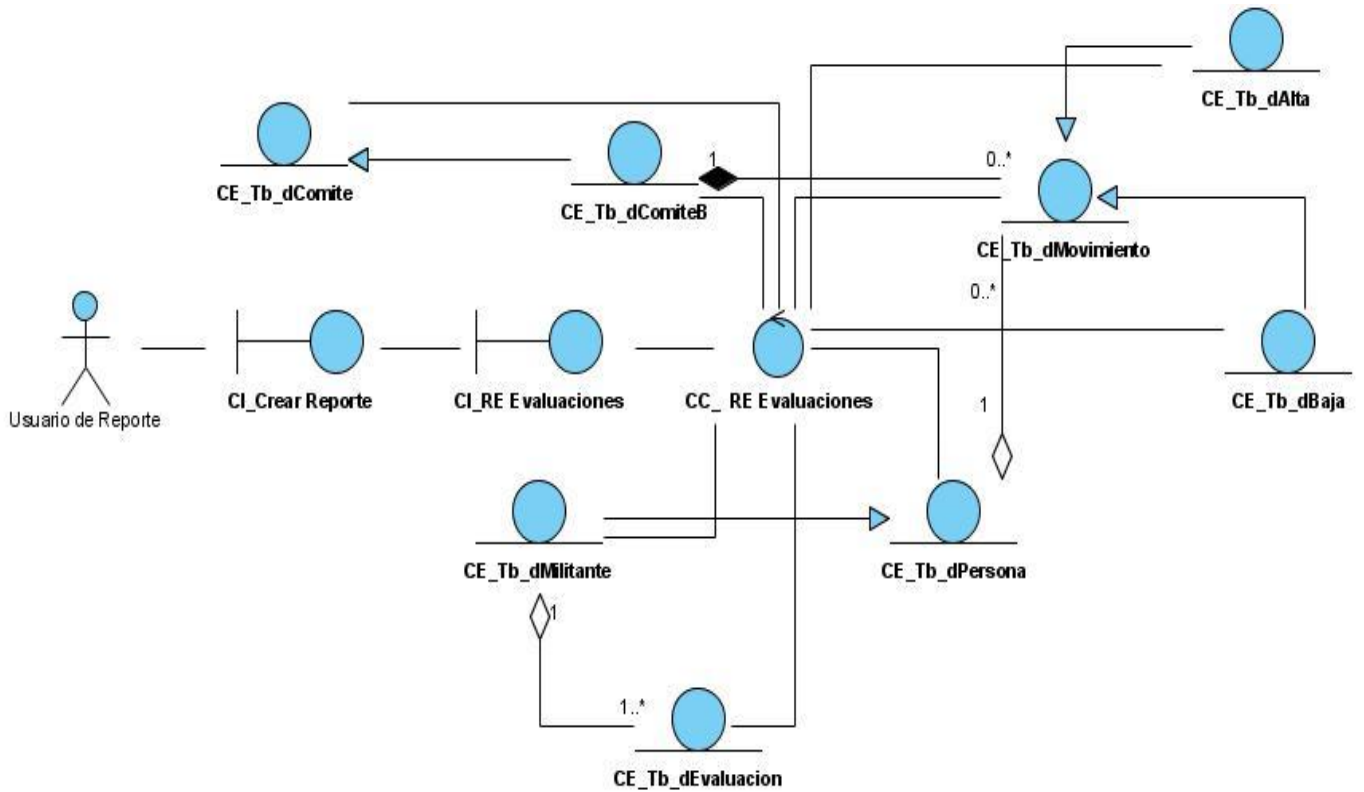 CE_Tb_dAlta
1
0..*
CE_Tb_dComite
CE_Tb_dComiteB
CE_Tb_dMovimiento
0..*
CI_Crear Reporte
CI_RE Evaluaciones
CC_ RE Evaluaciones
1
CE_Tb_dBaja
Usuario de Reporte
CE_Tb_dMilitante
CE_Tb_dPersona
1
1..*
CE_Tb_dEvaluacion